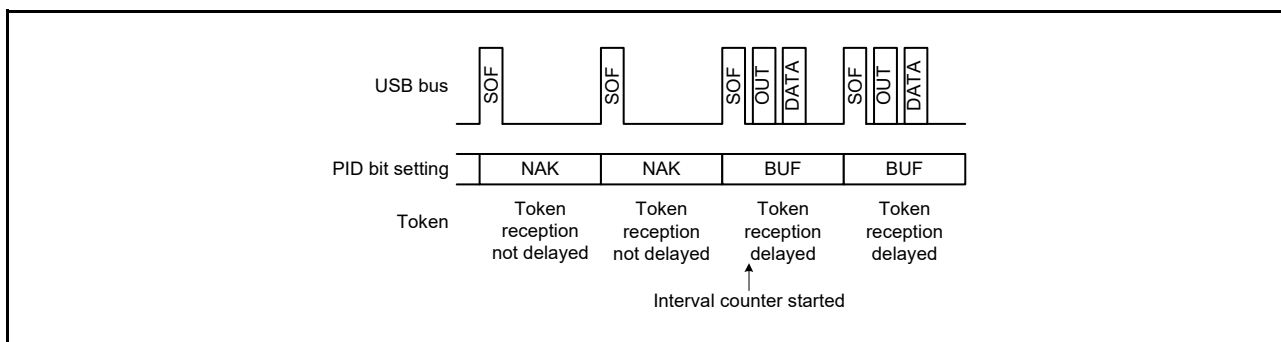 USB bus
SOF
SOF
SOF
OUT
DATA
SOF
OUT
DATA
PID bit setting
NAK
NAK
BUF
BUF
Token
Token
reception
not delayed
Token
reception
not delayed
Token
reception
delayed
Token
reception
delayed
Interval counter started